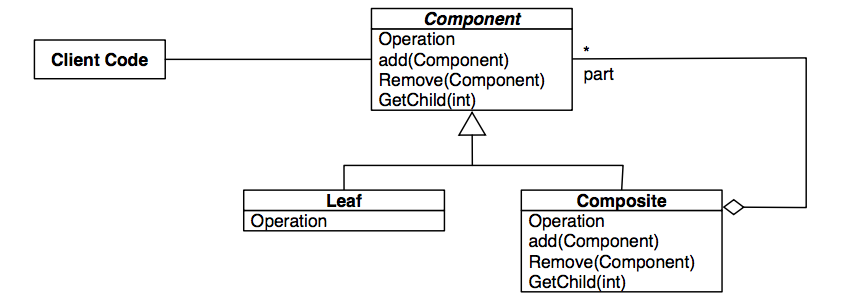 Component
Operation
add(Component)
Remove(Component)
GetChild(int)
Client Code
*
part
Leaf
Operation
Composite
Operation
add(Component)
Remove(Component)
GetChild(int)